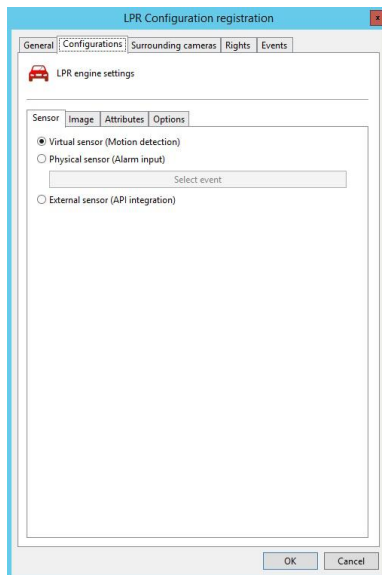 LPR Configuration registration
x
General Configurations Surrounding cameras Rights Events
LPR engine settings
Sensor Image Attributes Options
Virtual sensor (Motion detection)
Physical sensor (Alarm input)
Select event
External sensor (API integration)
OK Cancel